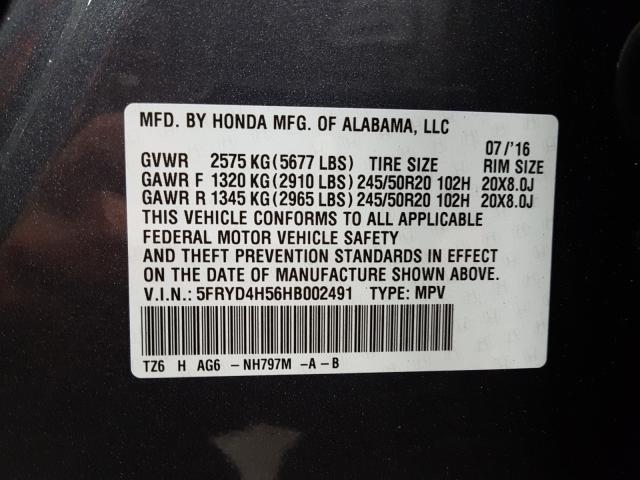 MFD. BY HONDA MFG. OF ALABAMA, LLC
07 /'16
GVWR 2575 KG (5677 LBS) TIRE SIZE RIM SIZE
GAWR F 1320 KG (2910 LBS) 245/50R20 102H 20X8.0J
GAWR R 1345 KG (2965 LBS) 245/50R20 102H 20X8.0J
THIS VEHICLE CONFORMS TO ALL APPLICABLE
FEDERAL MOTOR VEHICLE SAFETY
AND THEFT PREVENTION STANDARDS IN EFFECT
ON THE DATE OF MANUFACTURE SHOWN ABOVE.
V.I.N.: 5FRYD4H56HB002491 TYPE: MPV
TZ6 H AG6 -NH797M -A-B